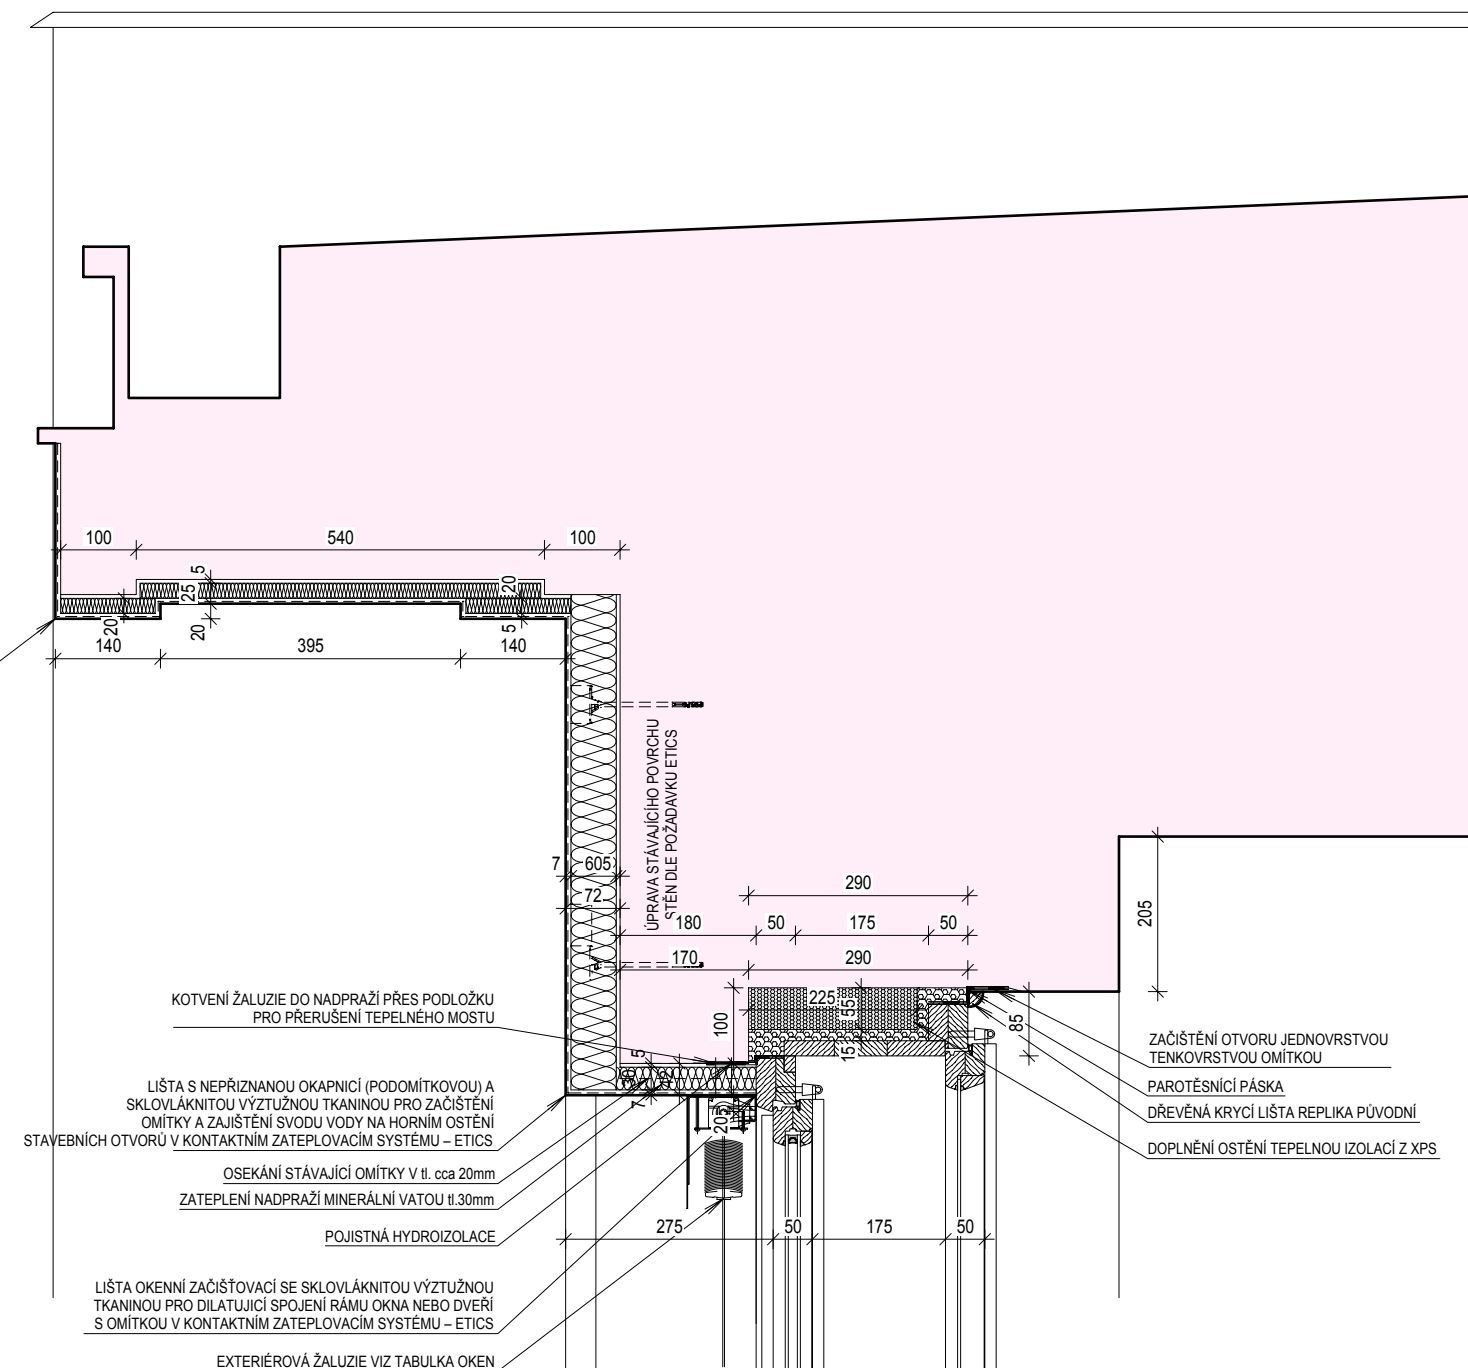 100
540
100
5
25
20
20
20
5
140
395
140
ÚPRAVA STÁVAJÍCÍHO POVRCHU
STĚN DLE POŽADAVKU ETICS
7
605
72
290
180
50
175
50
170
290
205
225
55
100
85
15
5
30
42
7
205
KOTVENÍ ŽALUZIE DO NADPRAŽÍ PŘES PODLOŽKU
PRO PŘERUŠENÍ TEPELNÉHO MOSTU
LIŠTA S NEPŘIZNANOU OKAPNICÍ (PODOMÍTKOVOU) A
SKLOVLÁKNITOU VÝZTUŽNOU TKANINOU PRO ZAČIŠTĚNÍ
OMÍTKY A ZAJIŠTĚNÍ SVODU VODY NA HORNÍM OSTĚNÍ
STAVEBNÍCH OTVORŮ V KONTAKTNÍM ZATEPLOVACÍM SYSTÉMU – ETICS
OSEKÁNÍ STÁVAJÍCÍ OMÍTKY V tl. cca 20mm
ZATEPLENÍ NADPRAŽÍ MINERÁLNÍ VATOU tl.30mm
POJISTNÁ HYDROIZOLACE
LIŠTA OKENNÍ ZAČIŠŤOVACÍ SE SKLOVLÁKNITOU VÝZTUŽNOU
TKANINOU PRO DILATUJICÍ SPOJENÍ RÁMU OKNA NEBO DVEŘÍ
S OMÍTKOU V KONTAKTNÍM ZATEPLOVACÍM SYSTÉMU – ETICS
EXTERIÉROVÁ ŽALUZIE VIZ TABULKA OKEN
275
50
175
50
ZAČIŠTĚNÍ OTVORU JEDNOVRSTVOU
TENKOVRSTVOU OMÍTKOU
PAROTĚSNÍCÍ PÁSKA
DŘEVĚNÁ KRYCÍ LIŠTA REPLIKA PŮVODNÍ
DOPLNĚNÍ OSTĚNÍ TEPELNOU IZOLACÍ Z XPS